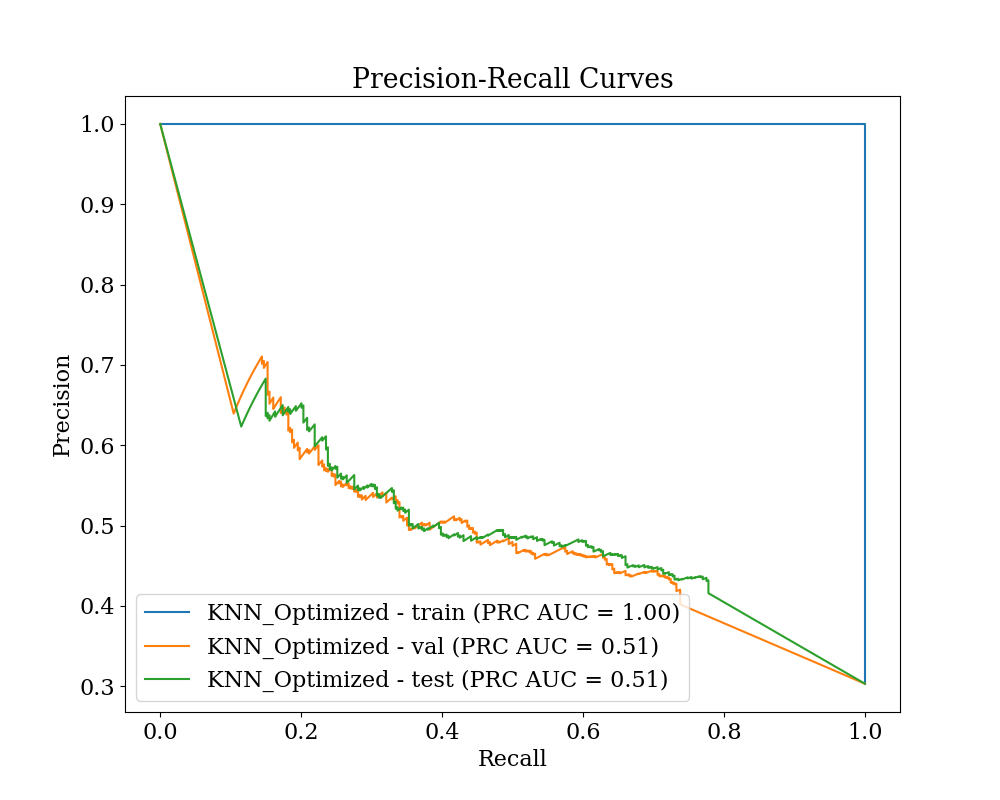 Precision-Recall Curves
1.0
0.9
0.8
0.7
0.6
0.5
0.4
0.3
Precision
KNN_Optimized - train (PRC AUC = 1.00)
KNN_Optimized - val (PRC AUC = 0.51)
KNN_Optimized - test (PRC AUC = 0.51)
0.0 0.2 0.4 0.6 0.8 1.0
Recall